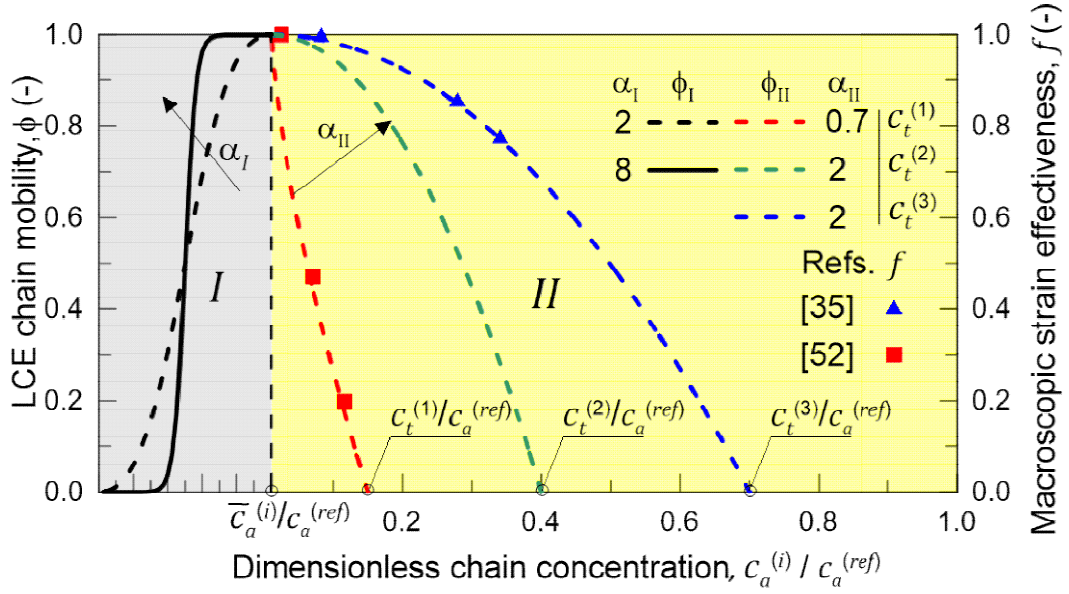 LCE chain mobility, ϕ (-)
Macroscopic strain effectiveness, f (-)
1.0
0.8
0.6
0.4
0.2
0.0
1.0
0.8
0.6
0.4
0.2
0.0
α_I ϕ_I ϕ_II α_II
2 0.7 c_t^(1)
8 2 c_t^(2)
2 c_t^(3)
Refs. f
[35]
[52]
α_I
α_II
I
II
c_t^(1)/c_a^(ref)
c_t^(2)/c_a^(ref)
c_t^(3)/c_a^(ref)
c̅_a^(i)/c_a^(ref)
0.2 0.4 0.6 0.8 1.0
Dimensionless chain concentration, c_a^(i) / c_a^(ref)